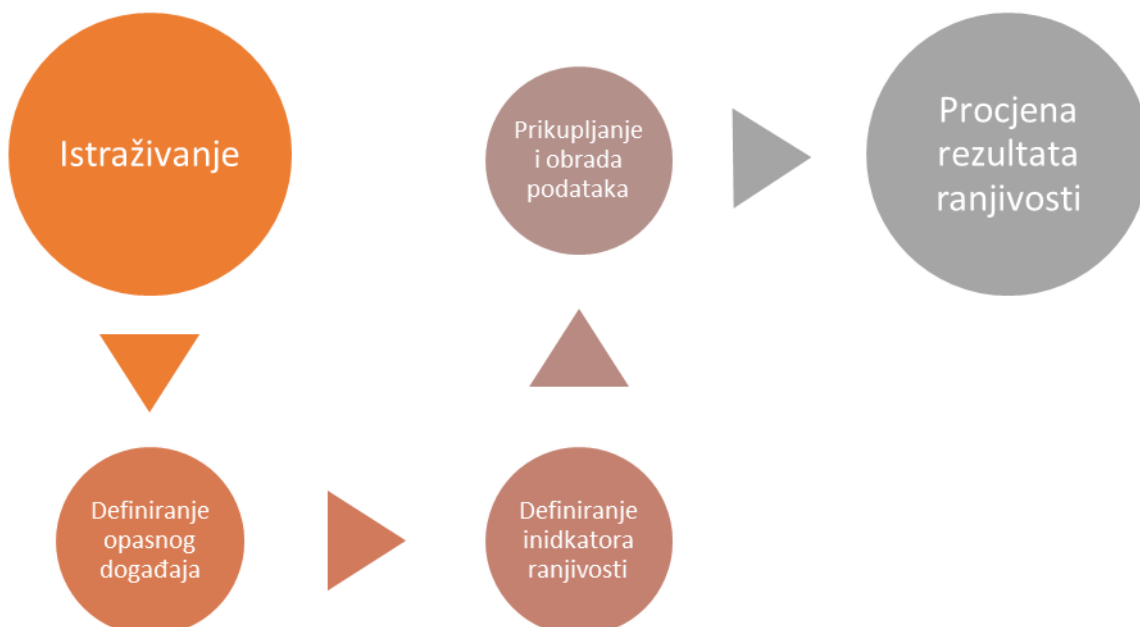 Istraživanje
Definiranje
opasnog
događaja
Definiranje
inidkatora
ranjivosti
Prikupljanje
i obrada
podataka
Procjena
rezultata
ranjivosti